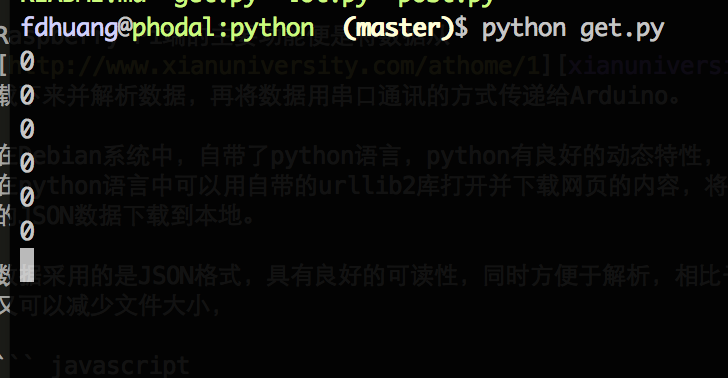 README.md get.py iot.py post.py
fdhuang@phodal:python (master)$ python get.py
[http://www.xianuniversity.com/athome/1][xianuniversi
0
载下来并解析数据，再将数据用串口通讯的方式传递给Arduino。
0
0
在Debian系统中，自带了python语言，python有良好的动态特性，
0
在python语言中可以用自带的urllib2库打开并下载网页的内容，将
0
的JSON数据下载到本地。
0
数据采用的是JSON格式，具有良好的可读性，同时方便于解析，相比于
又可以减少文件大小，
``` javascript